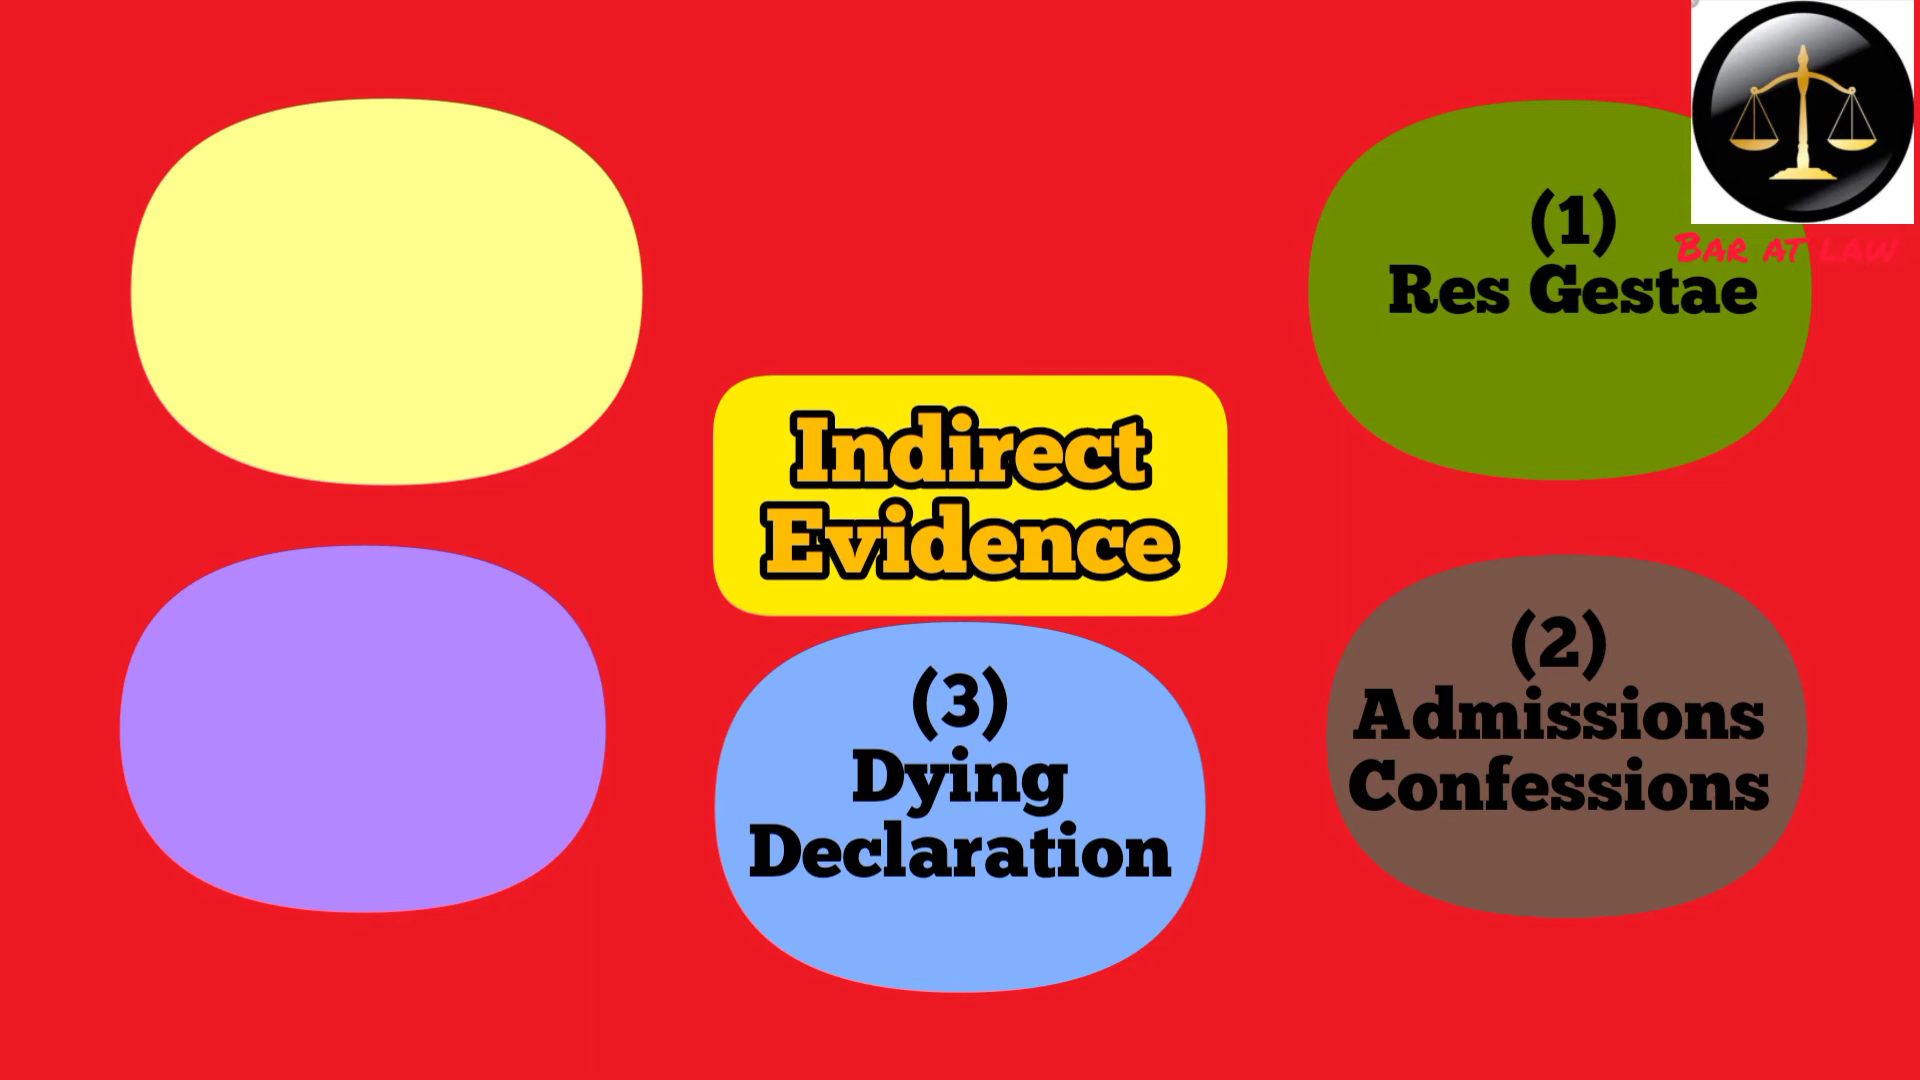 Indirect
Evidence
(1)
Res Gestae
(2)
Admissions
Confessions
(3)
Dying
Declaration
Bar at law